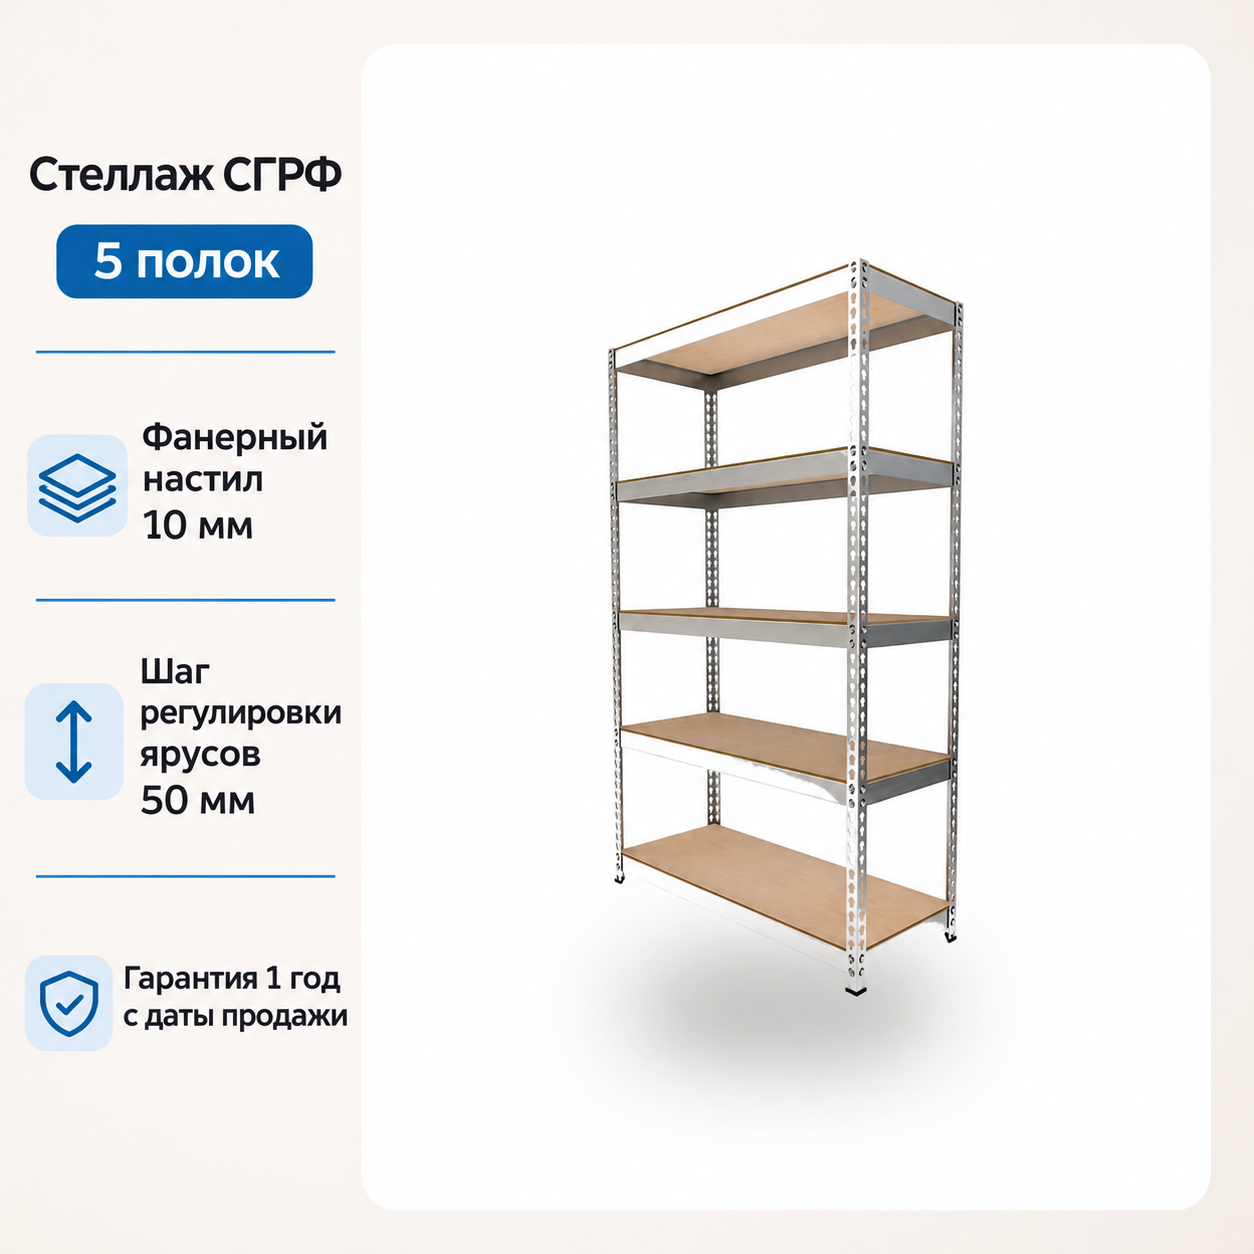 Стеллаж СГРФ
5 полок
Фанерный
настил
10 мм
Шаг
регулировки
ярусов
50 мм
Гарантия 1 год
с даты продажи